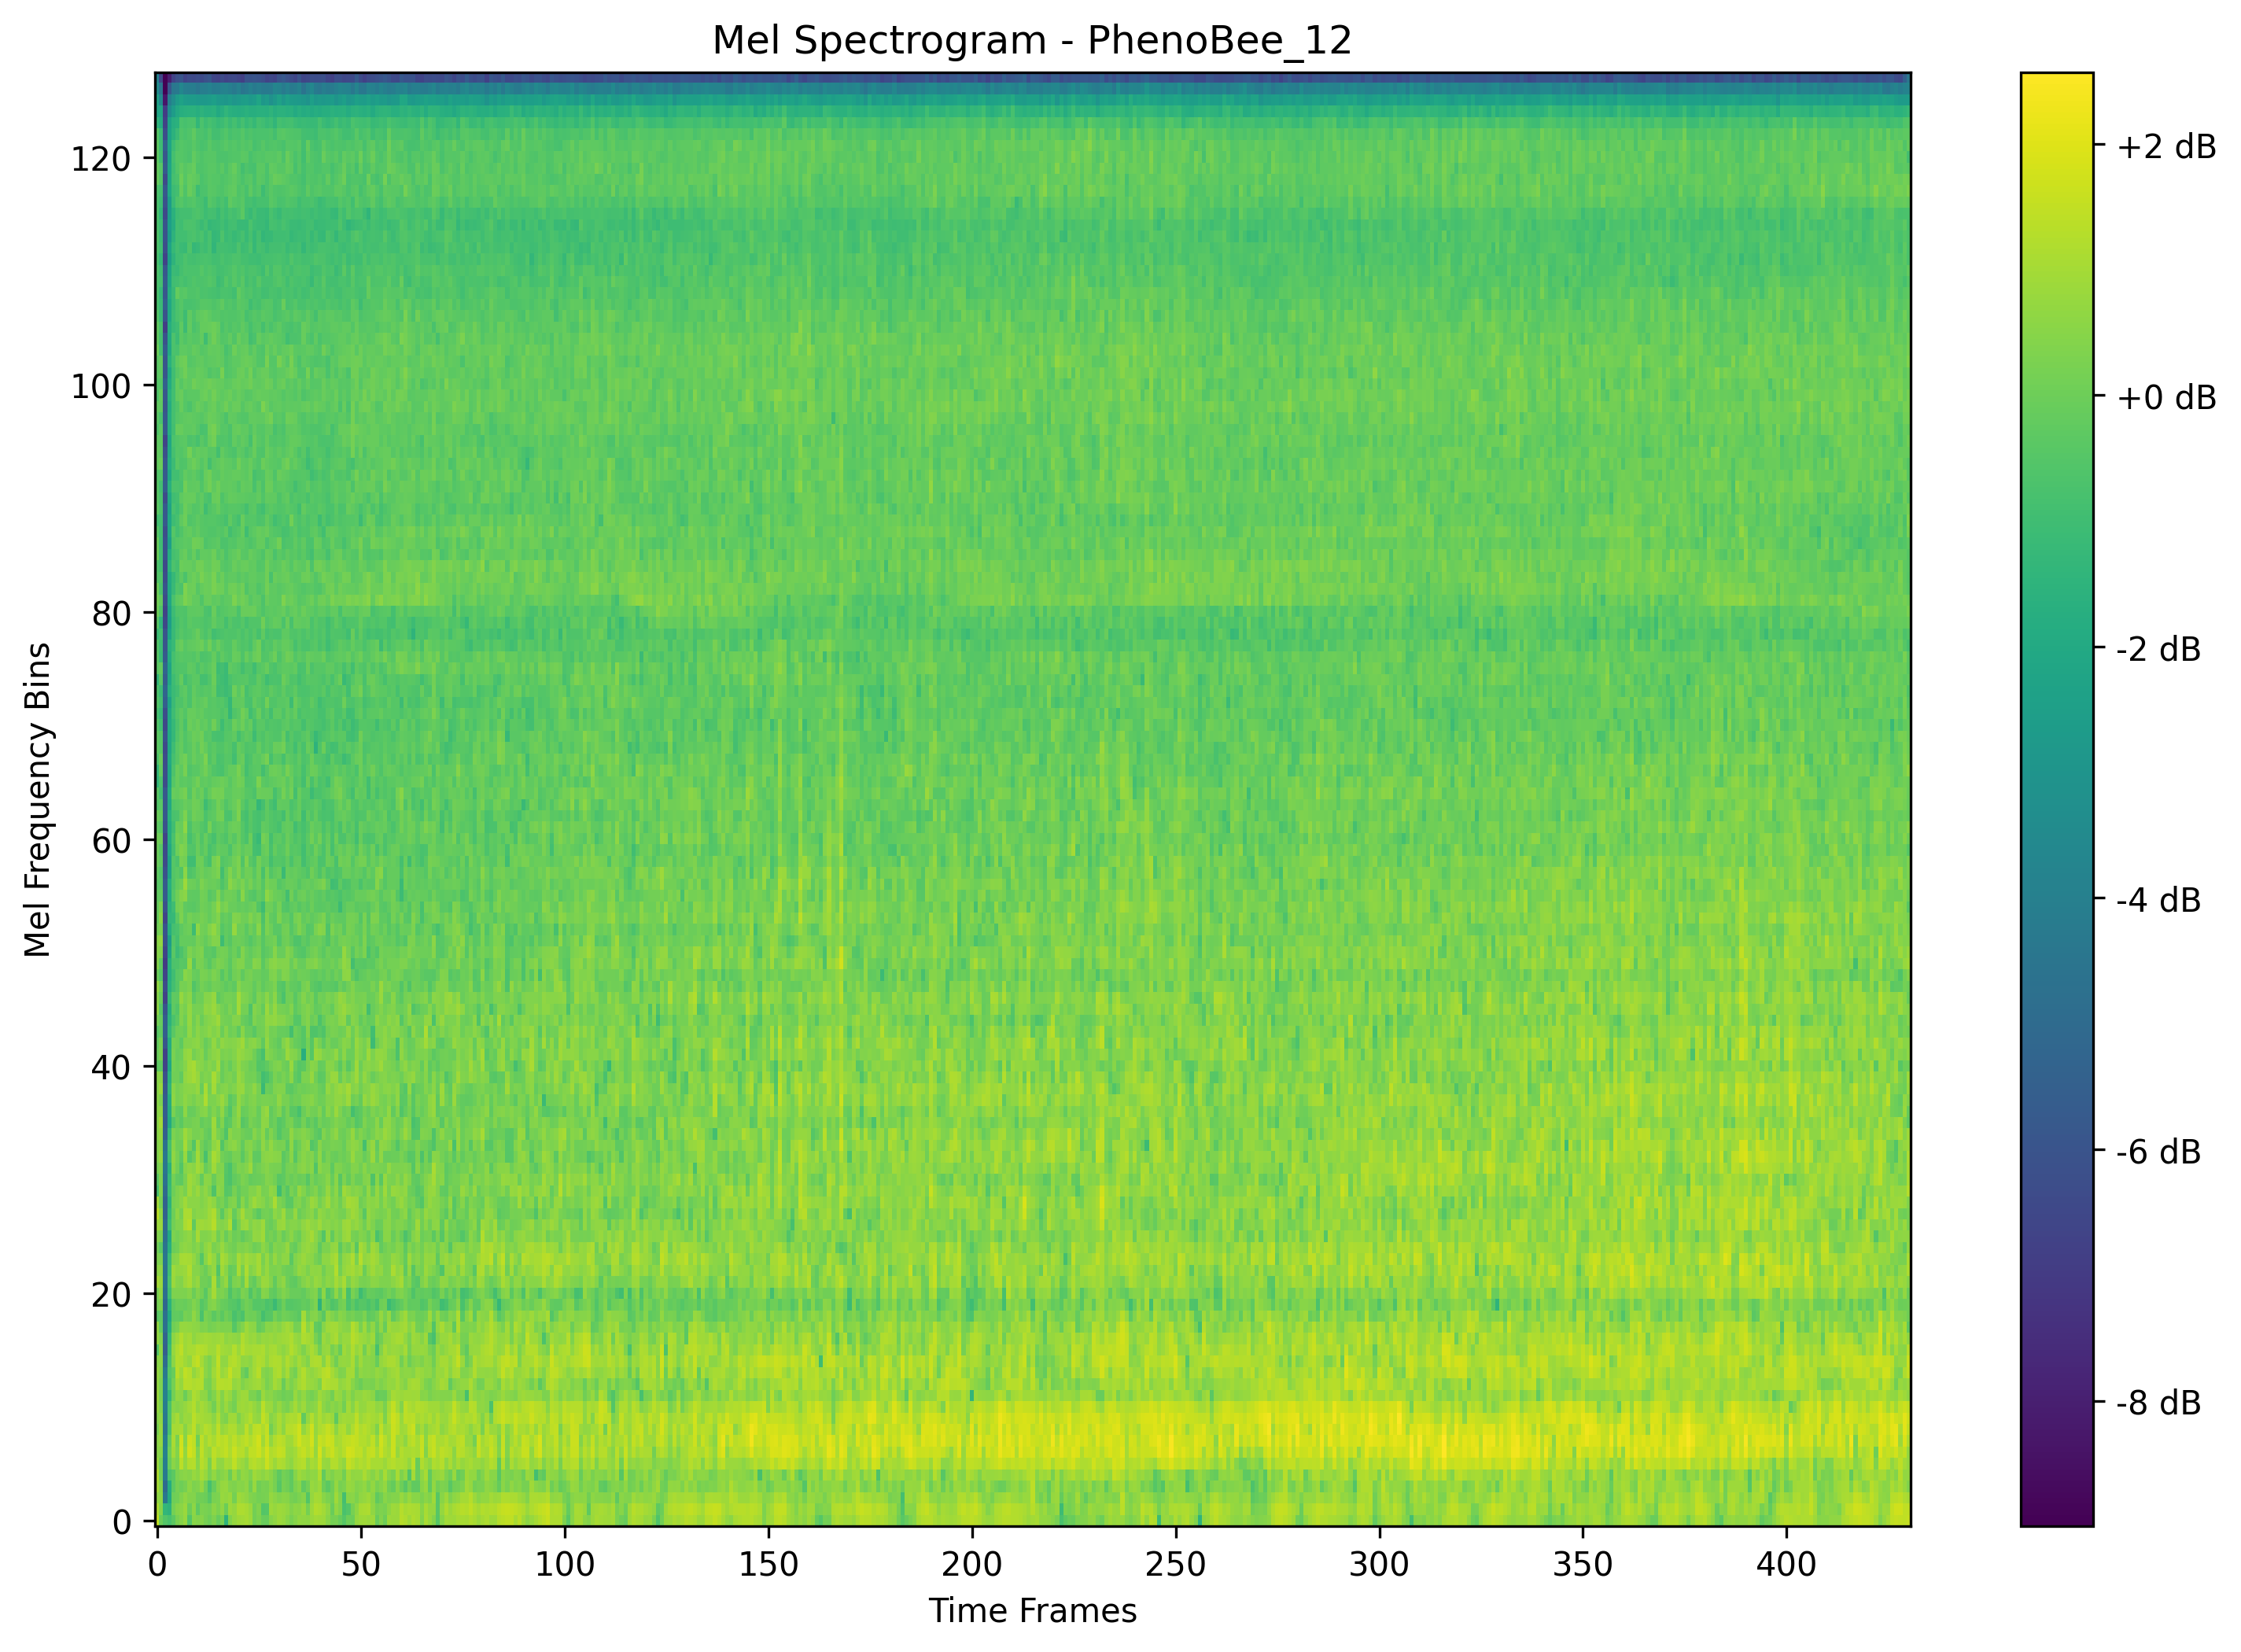 Mel Spectrogram - PhenoBee_12
Mel Frequency Bins
120
100
80
60
40
20
0
0 50 100 150 200 250 300 350 400
Time Frames
+2 dB
+0 dB
-2 dB
-4 dB
-6 dB
-8 dB